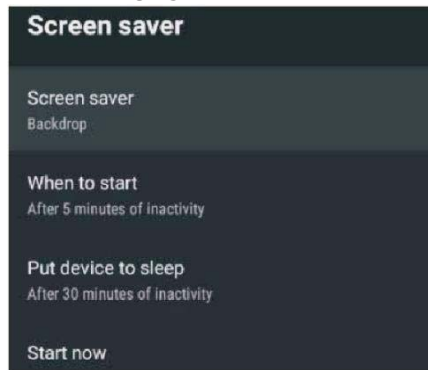 Screen saver
Screen saver
Backdrop
When to start
After 5 minutes of inactivity
Put device to sleep
After 30 minutes of inactivity
Start now